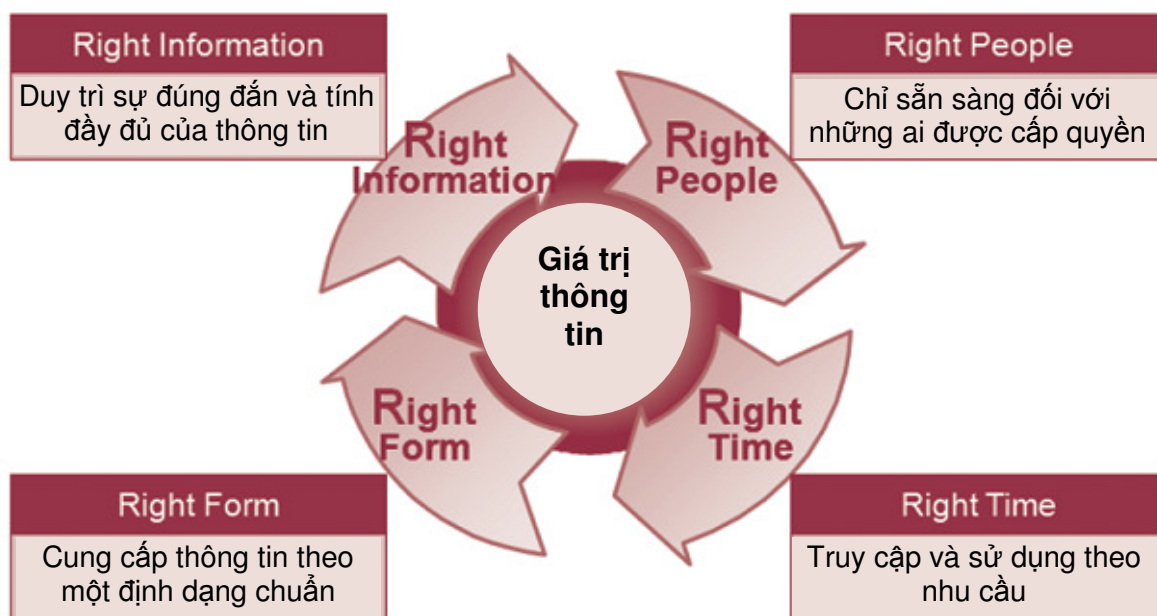 Right Information
Duy trì sự đúng đắn và tính
đầy đủ của thông tin
Right People
Chỉ sẵn sàng đối với
những ai được cấp quyền
Right
Information
Right
People
Giá trị
thông
tin
Right
Form
Right
Time
Right Form
Cung cấp thông tin theo
một định dạng chuẩn
Right Time
Truy cập và sử dụng theo
nhu cầu